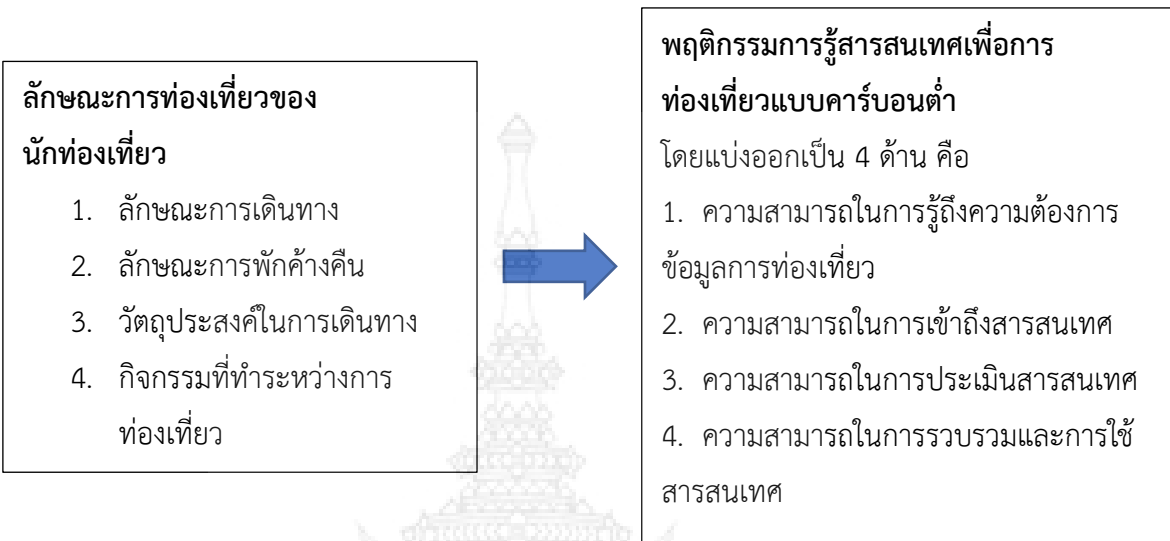 ลักษณะการท่องเที่ยวของ
นักท่องเที่ยว
1. ลักษณะการเดินทาง
2. ลักษณะการพักค้างคืน
3. วัตถุประสงค์ในการเดินทาง
4. กิจกรรมที่ทำระหว่างการ
ท่องเที่ยว
พฤติกรรมการรู้สารสนเทศเพื่อการ
ท่องเที่ยวแบบคาร์บอนต่ำ
โดยแบ่งออกเป็น 4 ด้าน คือ
1. ความสามารถในการรู้ถึงความต้องการ
ข้อมูลการท่องเที่ยว
2. ความสามารถในการเข้าถึงสารสนเทศ
3. ความสามารถในการประเมินสารสนเทศ
4. ความสามารถในการรวบรวมและการใช้
สารสนเทศ